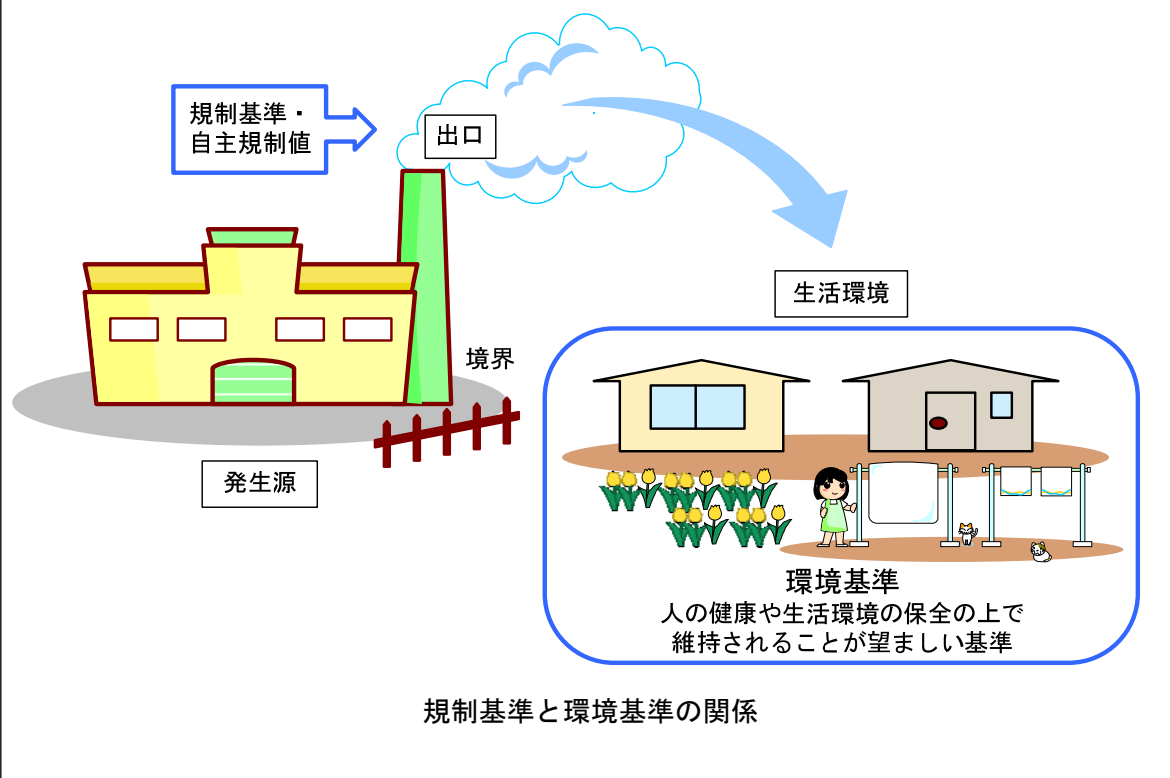 規制基準・
自主規制値
出口
生活環境
境界
発生源
環境基準
人の健康や生活環境の保全の上で
維持されることが望ましい基準
規制基準と環境基準の関係